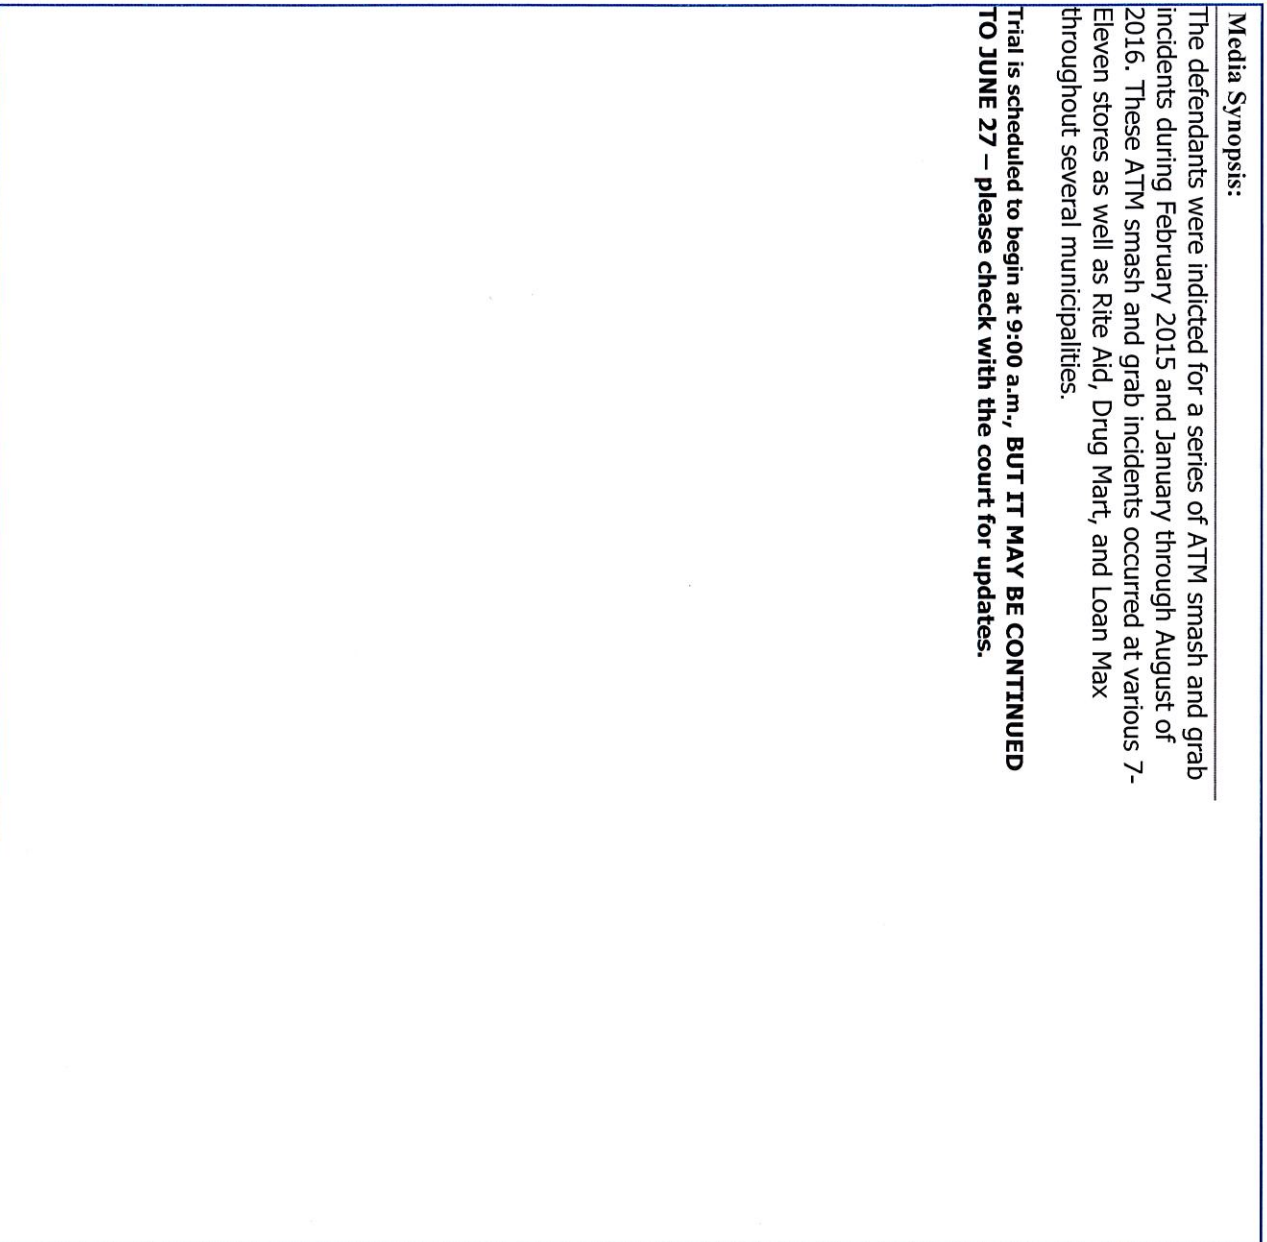 Media Synopsis:
The defendants were indicted for a series of ATM smash and grab
incidents during February 2015 and January through August of
2016. These ATM smash and grab incidents occurred at various 7-
Eleven stores as well as Rite Aid, Drug Mart, and Loan Max
throughout several municipalities.
Trial is scheduled to begin at 9:00 a.m., BUT IT MAY BE CONTINUED
TO JUNE 27 – please check with the court for updates.